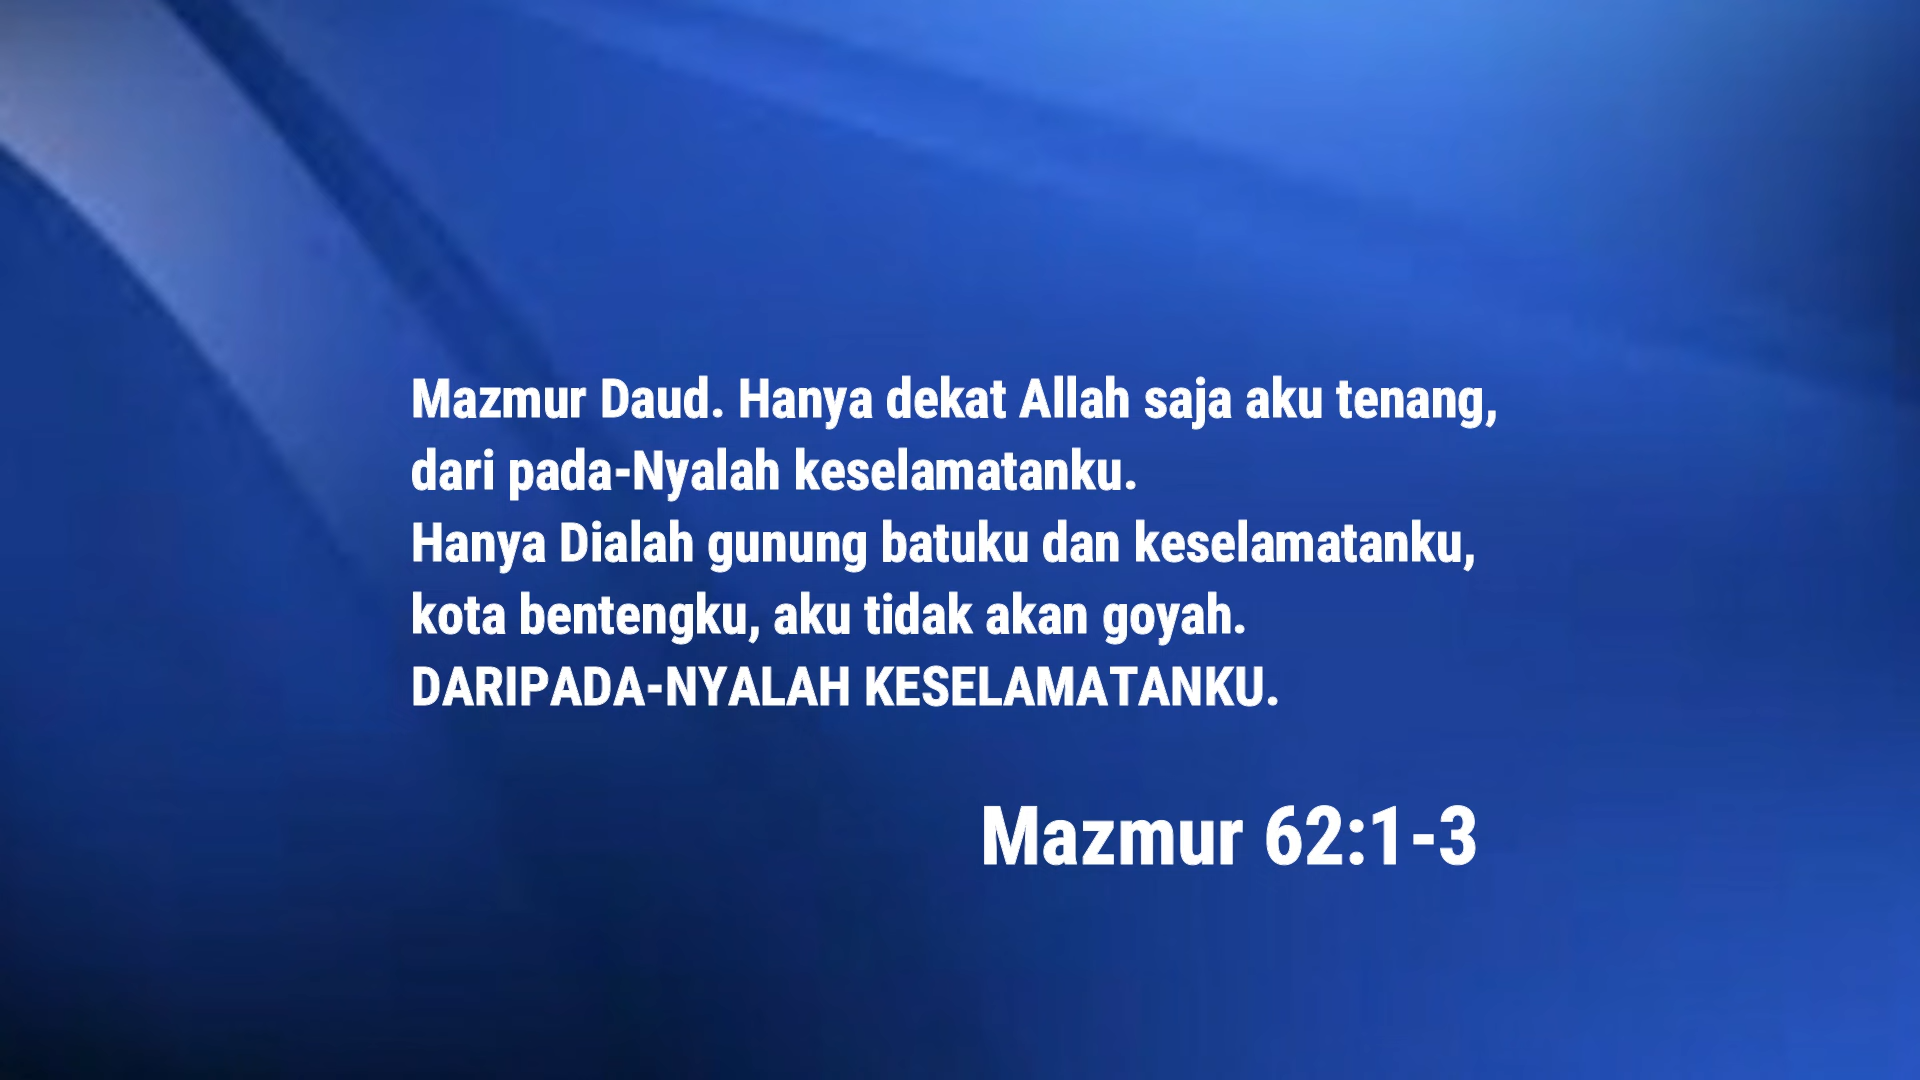 Mazmur Daud. Hanya dekat Allah saja aku tenang,
dari pada-Nyalah keselamatanku.
Hanya Dialah gunung batuku dan keselamatanku,
kota bentengku, aku tidak akan goyah.
DARIPADA-NYALAH KESELAMATANKU.
Mazmur 62:1-3